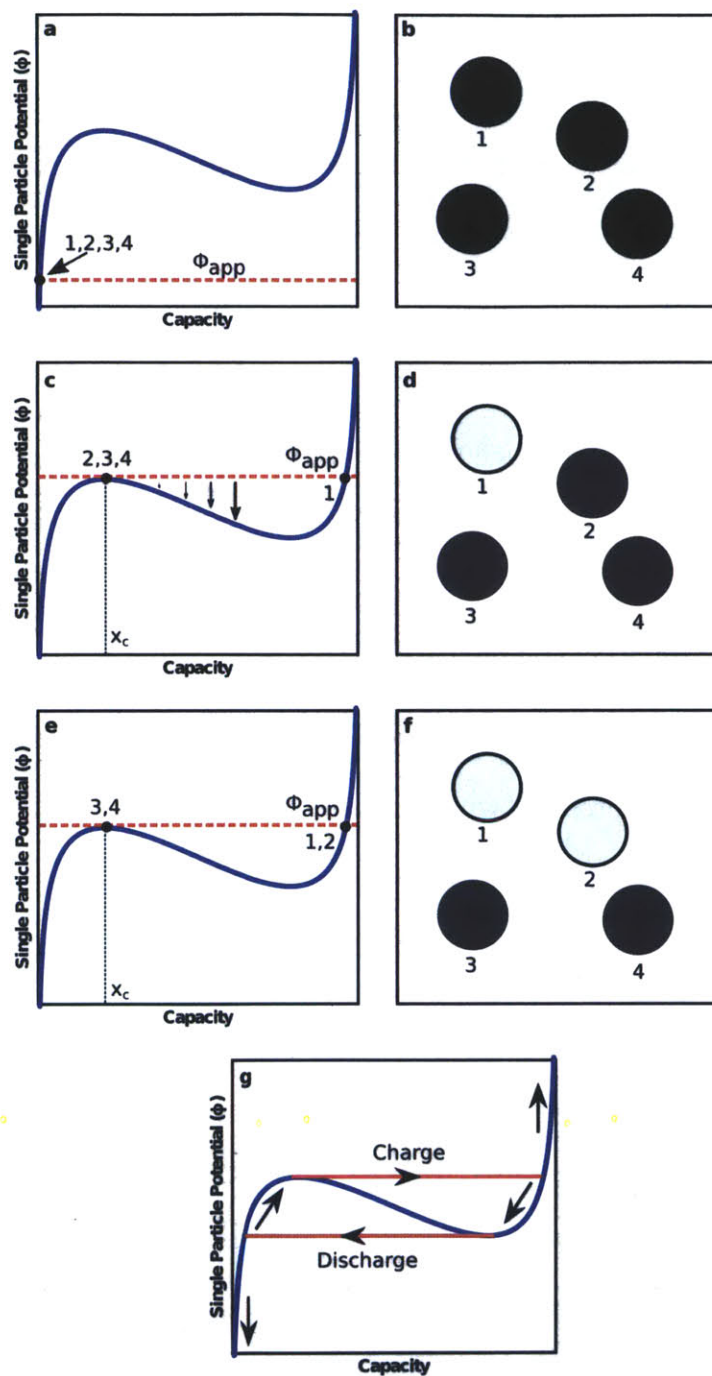 a
Single Particle Potential (ϕ)
1,2,3,4
Φapp
Capacity
b
1
2
3
4
c
Single Particle Potential (ϕ)
2,3,4
Φapp
1
xc
Capacity
d
1
2
3
4
e
Single Particle Potential (ϕ)
3,4
Φapp
1,2
xc
Capacity
f
1
2
3
4
g
Single Particle Potential (ϕ)
Charge
Discharge
Capacity